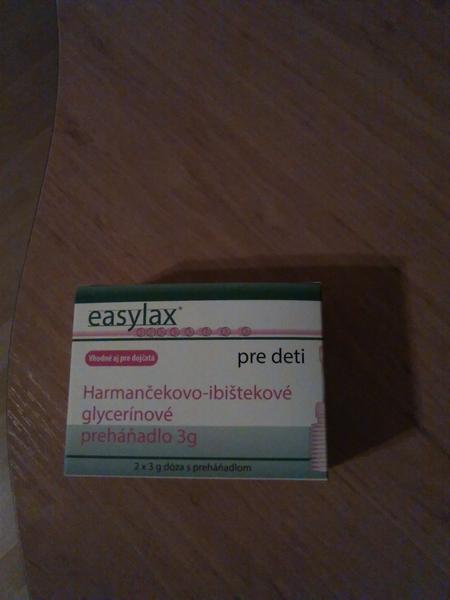 easylax®
Vhodné aj pre dojčatá
pre deti
Harmančekovo-ibištekové
glycerínové
preháňadlo 3g
2 x 3 g dóza s preháňadlom